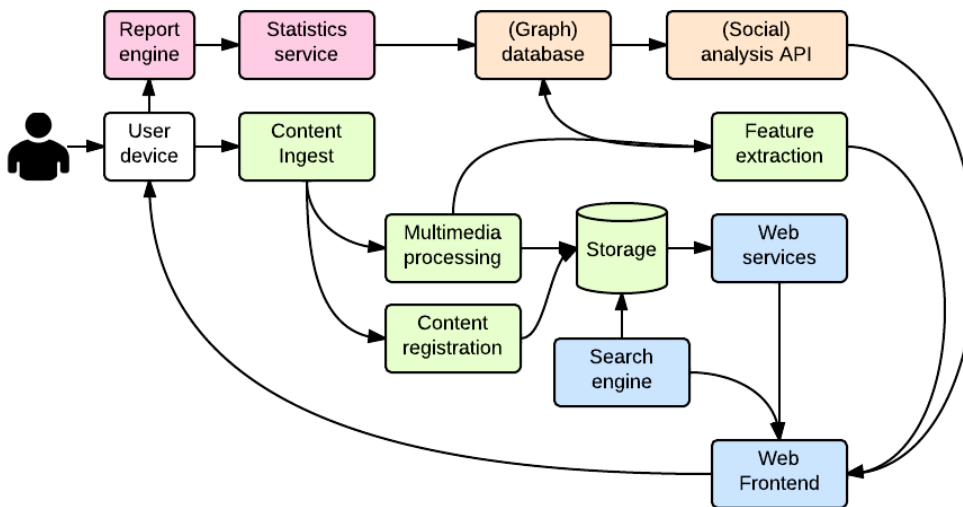 Report
engine
Statistics
service
(Graph)
database
(Social)
analysis API
User
device
Content
Ingest
Feature
extraction
Multimedia
processing
Storage
Web
services
Content
registration
Search
engine
Web
Frontend